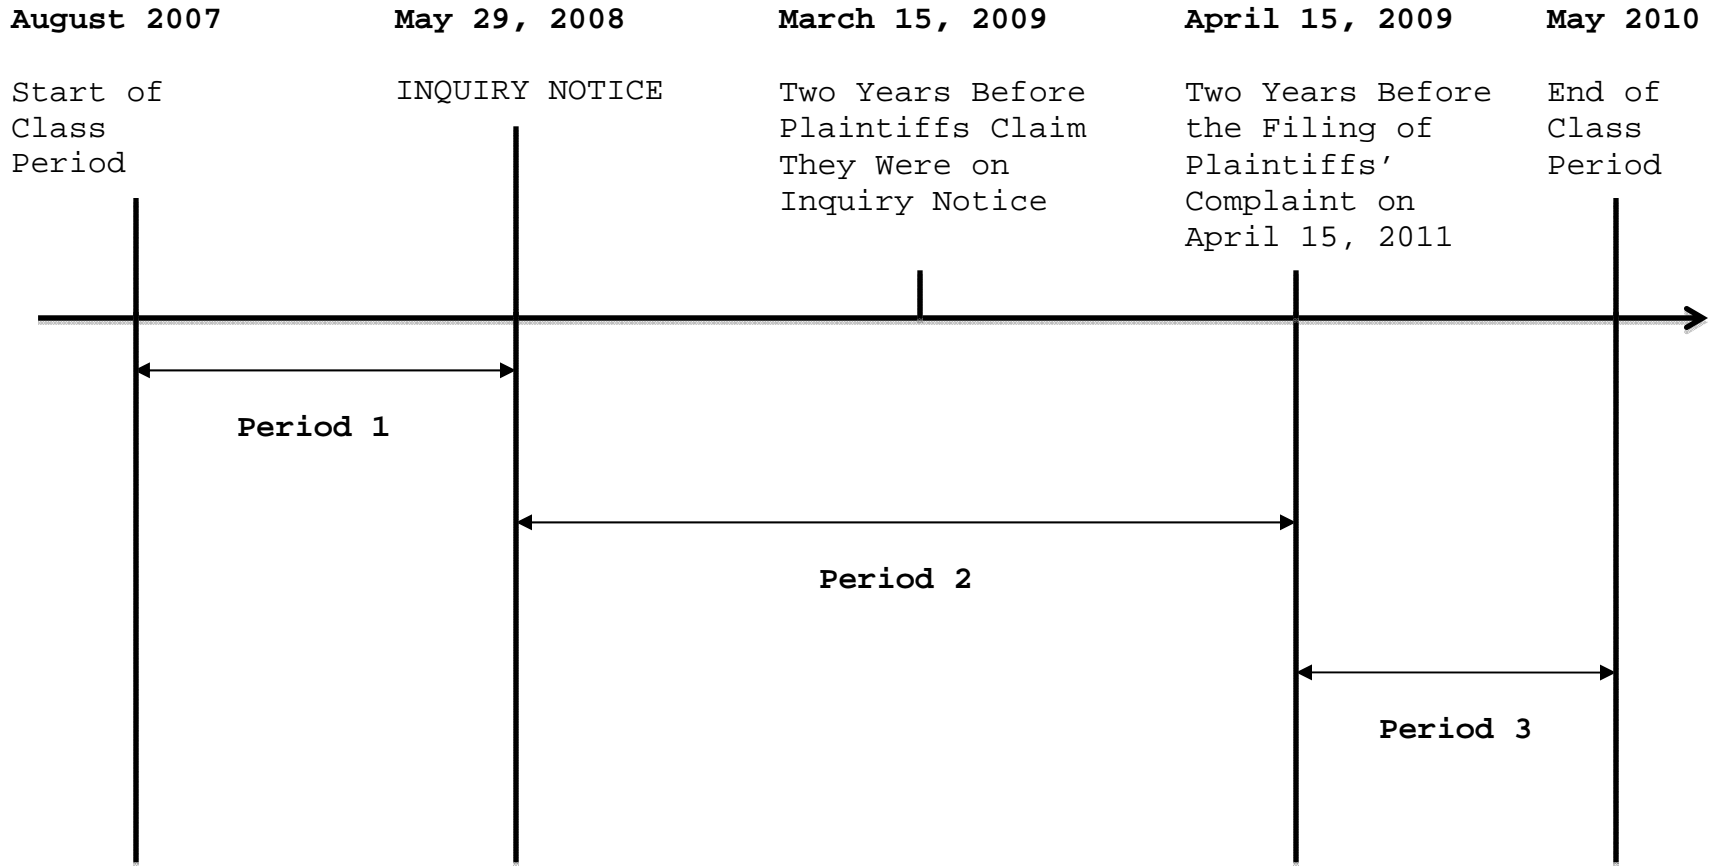 August 2007
Start of
Class
Period
May 29, 2008
INQUIRY NOTICE
March 15, 2009
Two Years Before
Plaintiffs Claim
They Were on
Inquiry Notice
April 15, 2009
Two Years Before
the Filing of
Plaintiffs’
Complaint on
April 15, 2011
May 2010
End of
Class
Period
Period 1
Period 2
Period 3